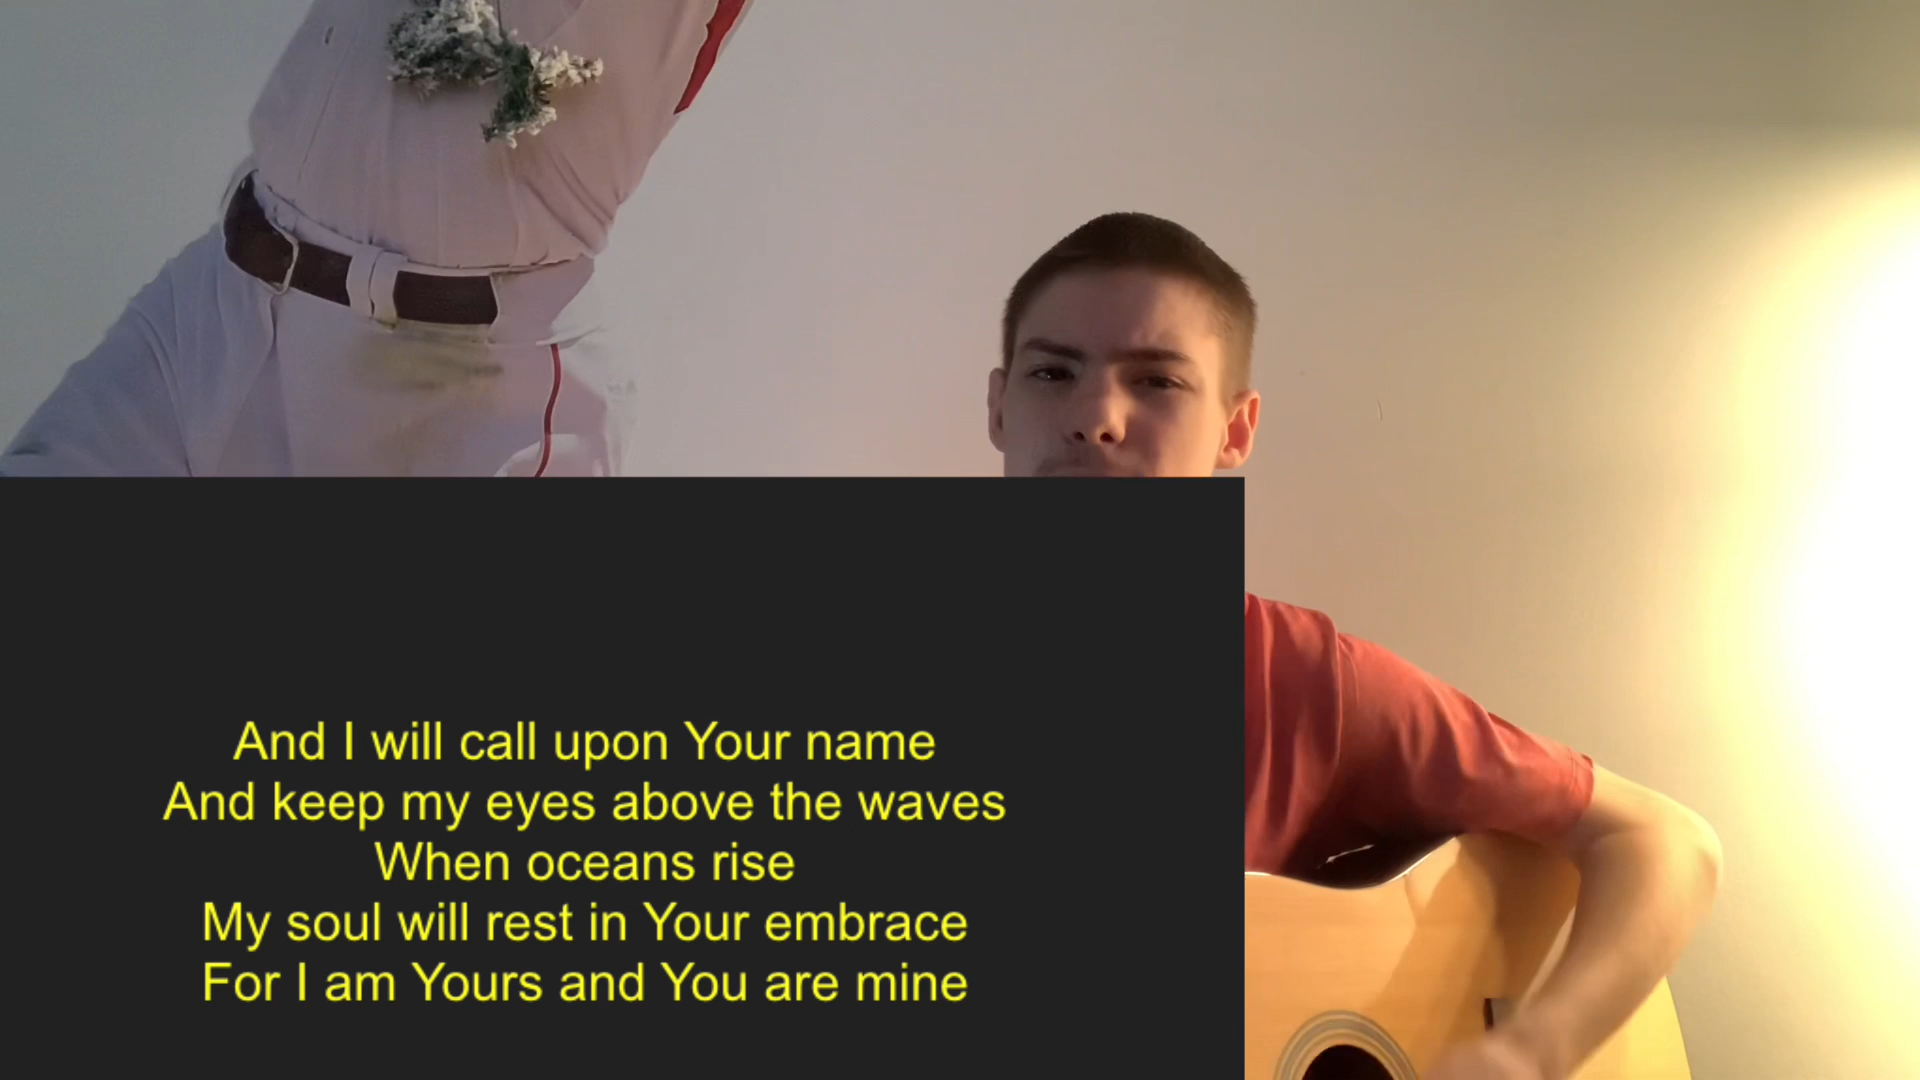 And I will call upon Your name
And keep my eyes above the waves
When oceans rise
My soul will rest in Your embrace
For I am Yours and You are mine